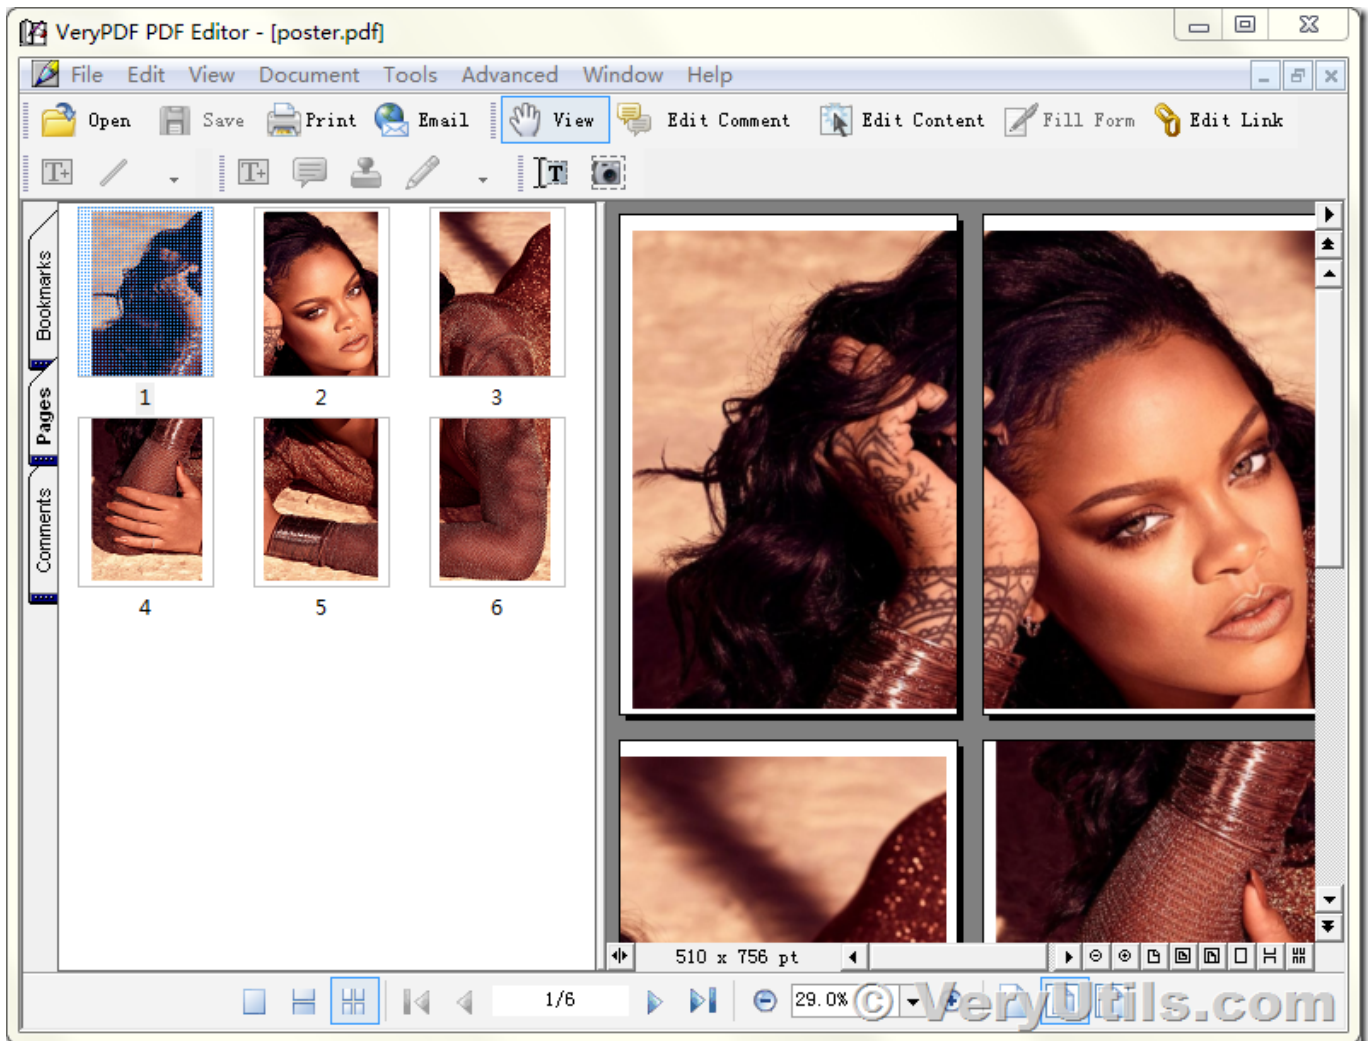 VeryPDF PDF Editor - [poster.pdf]
File Edit View Document Tools Advanced Window Help
Open Save Print Email View Edit Comment Edit Content Fill Form Edit Link
T+ T+ T
Bookmarks
Pages
Comments
1 2 3
4 5 6
510 x 756 pt
1/6 29.0%
© VeryUtils.com